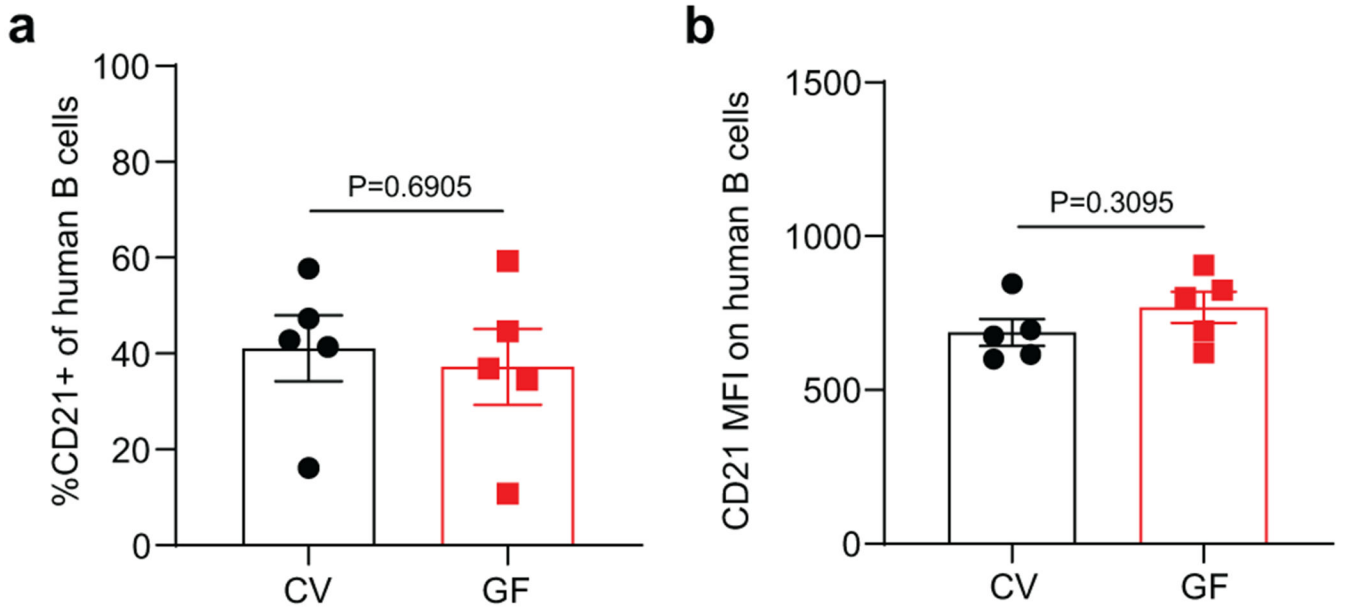 a
%CD21+ of human B cells
100
80
60
40
20
0
P=0.6905
CV
GF
b
CD21 MFI on human B cells
1500
1000
500
0
P=0.3095
CV
GF